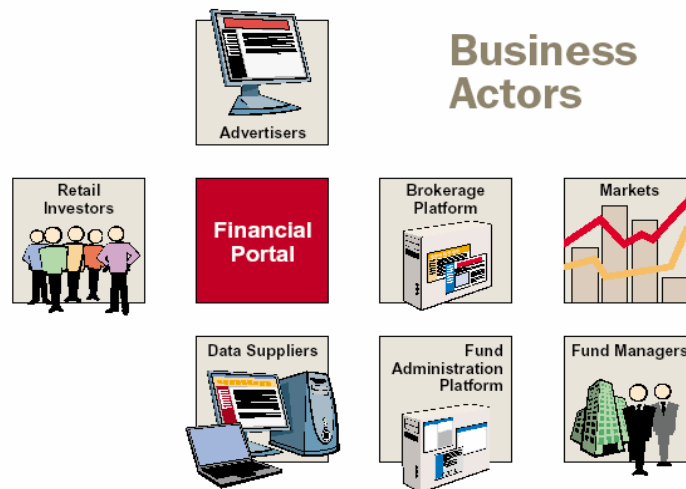 Business
Actors
Advertisers
Retail
Investors
Financial
Portal
Brokerage
Platform
Markets
Data Suppliers
Fund
Administration
Platform
Fund Managers